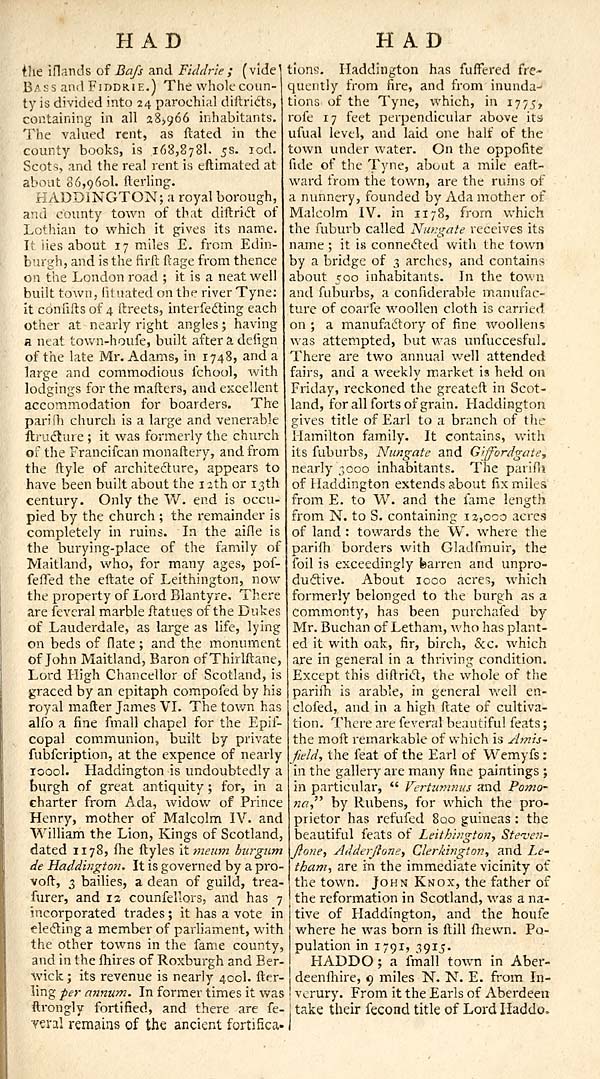 HAD
the iſlands of Baſs and Fiddrie; (vide
BASS and FIDDRIE.) The whole coun-
ty is divided into 24 parochial diſtricts,
containing in all 28,966 inhabitants.
The valued rent, as ſtated in the
county books, is 168,878l. 5s. 10d.
Scots, and the real rent is eſtimated at
about 86,960l. ſterling.
HADDINGTON; a royal borough,
and county town of that diſtrict of
Lothian to which it gives its name.
It lies about 17 miles E. from Edin-
burgh, and is the firſt ſtage from thence
on the London road; it is a neat well
built town, ſituated on the river Tyne:
it conſiſts of 4 ſtreets, interſecting each
other at nearly right angles; having
a neat town-houſe, built after a deſign
of the late Mr. Adams, in 1748, and a
large and commodious ſchool, with
lodgings for the maſters, and excellent
accommodation for boarders. The
pariſh church is a large and venerable
ſtructure; it was formerly the church
of the Franciſcan monaſtery, and from
the ſtyle of architecture, appears to
have been built about the 12th or 13th
century. Only the W. end is occu-
pied by the church; the remainder is
completely in ruins. In the aiſle is
the burying-place of the family of
Maitland, who, for many ages, poſ-
ſeſſed the eſtate of Leithington, now
the property of Lord Blantyre. There
are ſeveral marble ſtatues of the Dukes
of Lauderdale, as large as life, lying
on beds of ſlate; and the monument
of John Maitland, Baron of Thirlſtane,
Lord High Chancellor of Scotland, is
graced by an epitaph compoſed by his
royal maſter James VI. The town has
alſo a fine ſmall chapel for the Epiſ-
copal communion, built by private
ſubſcription, at the expence of nearly
1000l. Haddington is undoubtedly a
burgh of great antiquity; for, in a
charter from Ada, widow of Prince
Henry, mother of Malcolm IV. and
William the Lion, Kings of Scotland,
dated 1178, ſhe ſtyles it meum burgum
de Haddington. It is governed by a pro-
voſt, 3 bailies, a dean of guild, trea-
ſurer, and 12 counſellors, and has 7
incorporated trades; it has a vote in
electing a member of parliament, with
the other towns in the ſame county,
and in the ſhires of Roxburgh and Ber-
wick; its revenue is nearly 400l. ſter-
ling per annum. In former times it was
ſtrongly fortified, and there are ſe-
veral remains of the ancient fortifica-
HAD
tions. Haddington has ſuffered fre-
quently from fire, and from inunda-
tions of the Tyne, which, in 1775,
roſe 17 feet perpendicular above its
uſual level, and laid one half of the
town under water. On the oppoſite
ſide of the Tyne, about a mile eaſt-
ward from the town, are the ruins of
a nunnery, founded by Ada mother of
Malcolm IV. in 1178, from which
the ſuburb called Nungate receives its
name; it is connected with the town
by a bridge of 3 arches, and contains
about 500 inhabitants. In the town
and ſuburbs, a conſiderable manufac-
ture of coarſe woollen cloth is carried
on; a manufactory of fine woollens
was attempted, but was unſuccesful.
There are two annual well attended
fairs, and a weekly market is held on
Friday, reckoned the greateſt in Scot-
land, for all ſorts of grain. Haddington
gives title of Earl to a branch of the
Hamilton family. It contains, with
its ſuburbs, Nungate and Giffordgate,
nearly 3000 inhabitants. The pariſh
of Haddington extends about ſix miles
from E. to W. and the ſame length
from N. to S. containing 12,000 acres
of land: towards the W. where the
pariſh borders with Gladſmuir, the
ſoil is exceedingly barren and unpro-
ductive. About 1000 acres, which
formerly belonged to the burgh as a
commonty, has been purchaſed by
Mr. Buchan of Letham, who has plant-
ed it with oak, fir, birch, &c. which
are in general in a thriving condition.
Except this diſtrict, the whole of the
pariſh is arable, in general well en-
cloſed, and in a high ſtate of cultiva-
tion. There are ſeveral beautiful ſeats;
the moſt remarkable of which is Amis-
field, the ſeat of the Earl of Wemyſs:
in the gallery are many fine paintings;
in particular, “ Vertumnus and Pomo-
na,” by Rubens, for which the pro-
prietor has refuſed 800 guineas: the
beautiful ſeats of Leithington, Steven-
ſtone, Adderſtone, Clerkington, and Le-
tham, are in the immediate vicinity of
the town. JOHN KNOX, the father of
the reformation in Scotland, was a na-
tive of Haddington, and the houſe
where he was born is ſtill ſhewn. Po-
pulation in 1791, 3915.
HADDO; a ſmall town in Aber-
deenſhire, 9 miles N. N. E. from In-
verury. From it the Earls of Aberdeen
take their ſecond title of Lord Haddo.